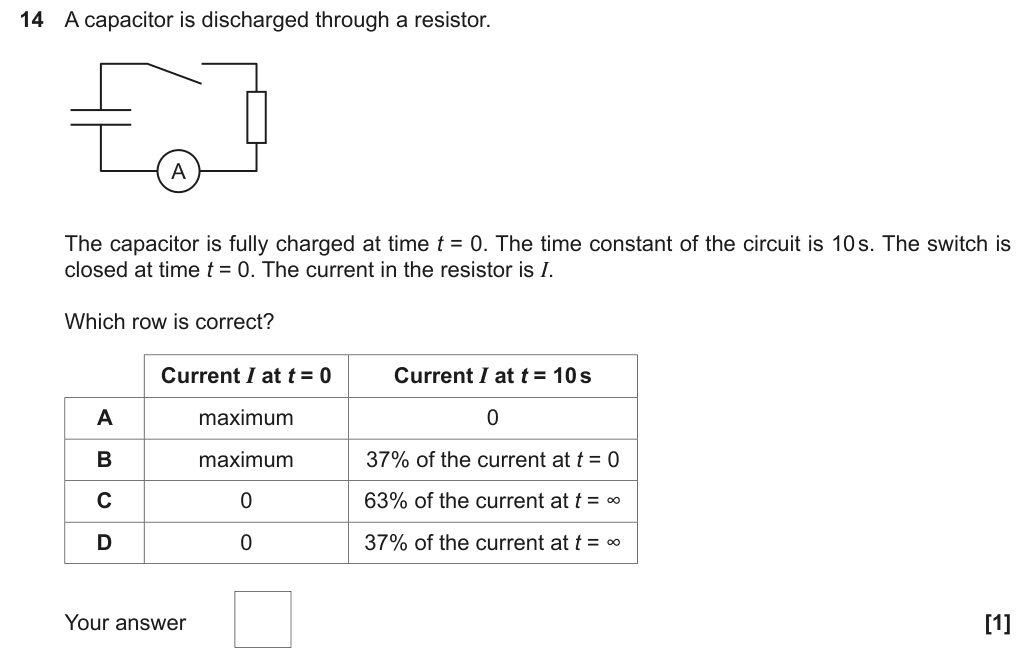 14 A capacitor is discharged through a resistor.
A
The capacitor is fully charged at time t = 0. The time constant of the circuit is 10 s. The switch is
closed at time t = 0. The current in the resistor is I.
Which row is correct?
Current I at t = 0 Current I at t = 10 s
A maximum 0
B maximum 37% of the current at t = 0
C 0 63% of the current at t = ∞
D 0 37% of the current at t = ∞
Your answer [1]